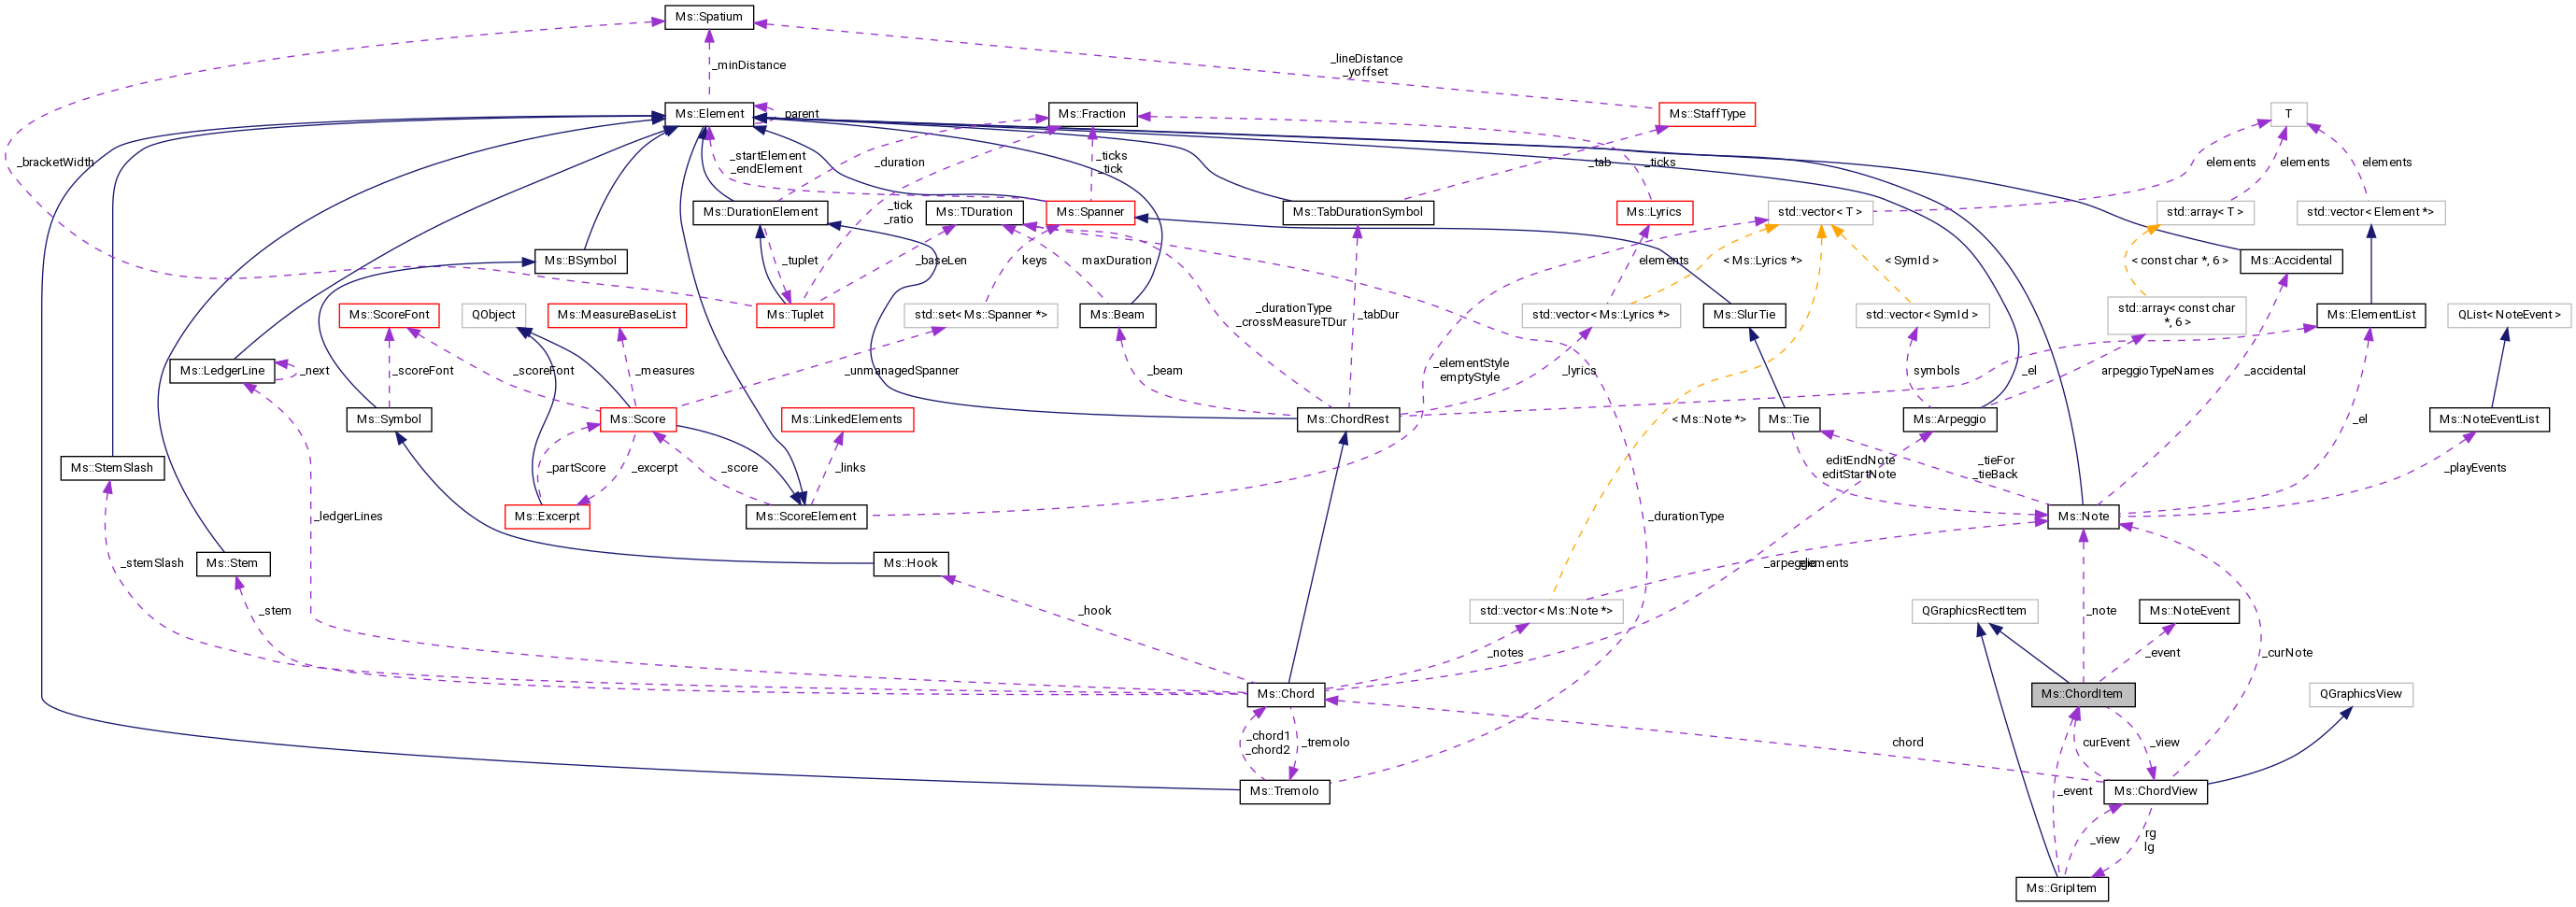 Ms::Spatium
_minDistance
_lineDistance
_yoffset
Ms::Element
parent
Ms::Fraction
Ms::StaffType
T
_bracketWidth
_startElement
_endElement
_duration
_ticks
_tick
_tab
_ticks
elements
elements
elements
Ms::DurationElement
_tick
_ratio
Ms::TDuration
Ms::Spanner
Ms::TabDurationSymbol
Ms::Lyrics
std::vector< T >
std::array< T >
std::vector< Element *>
Ms::BSymbol
_tuplet
_baseLen
keys
maxDuration
elements
< Ms::Lyrics *>
< SymId >
< const char *, 6 >
Ms::Accidental
Ms::ScoreFont
QObject
Ms::MeasureBaseList
Ms::Tuplet
std::set< Ms::Spanner *>
Ms::Beam
_durationType
_crossMeasureTDur
_tabDur
std::vector< Ms::Lyrics *>
Ms::SlurTie
std::vector< SymId >
std::array< const char
*, 6 >
Ms::ElementList
QList< NoteEvent >
Ms::LedgerLine
_next
_scoreFont
_scoreFont
_measures
_unmanagedSpanner
_beam
_elementStyle
emptyStyle
_lyrics
symbols
arpeggioTypeNames
_accidental
_el
Ms::Symbol
Ms::Score
Ms::LinkedElements
Ms::ChordRest
< Ms::Note *>
Ms::Tie
Ms::Arpeggio
_el
Ms::NoteEventList
Ms::StemSlash
_partScore
_excerpt
_score
_links
editEndNote
editStartNote
_tieFor
_tieBack
_playEvents
_ledgerLines
Ms::Excerpt
Ms::ScoreElement
_durationType
Ms::Note
_stemSlash
Ms::Stem
Ms::Hook
_arpeggio
elements
_stem
_hook
std::vector< Ms::Note *>
QGraphicsRectItem
_note
Ms::NoteEvent
_notes
_event
_curNote
Ms::Chord
Ms::ChordItem
QGraphicsView
_chord1
_chord2
_tremolo
chord
curEvent
_view
Ms::Tremolo
_event
Ms::ChordView
_view
rg
lg
Ms::GripItem